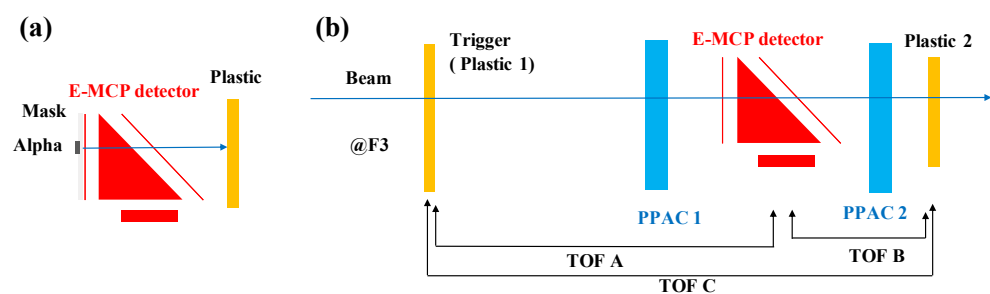 (a)
Plastic
E-MCP detector
Mask
Alpha
(b)
Trigger
( Plastic 1)
E-MCP detector
Plastic 2
Beam
@F3
PPAC 1
PPAC 2
TOF A
TOF B
TOF C